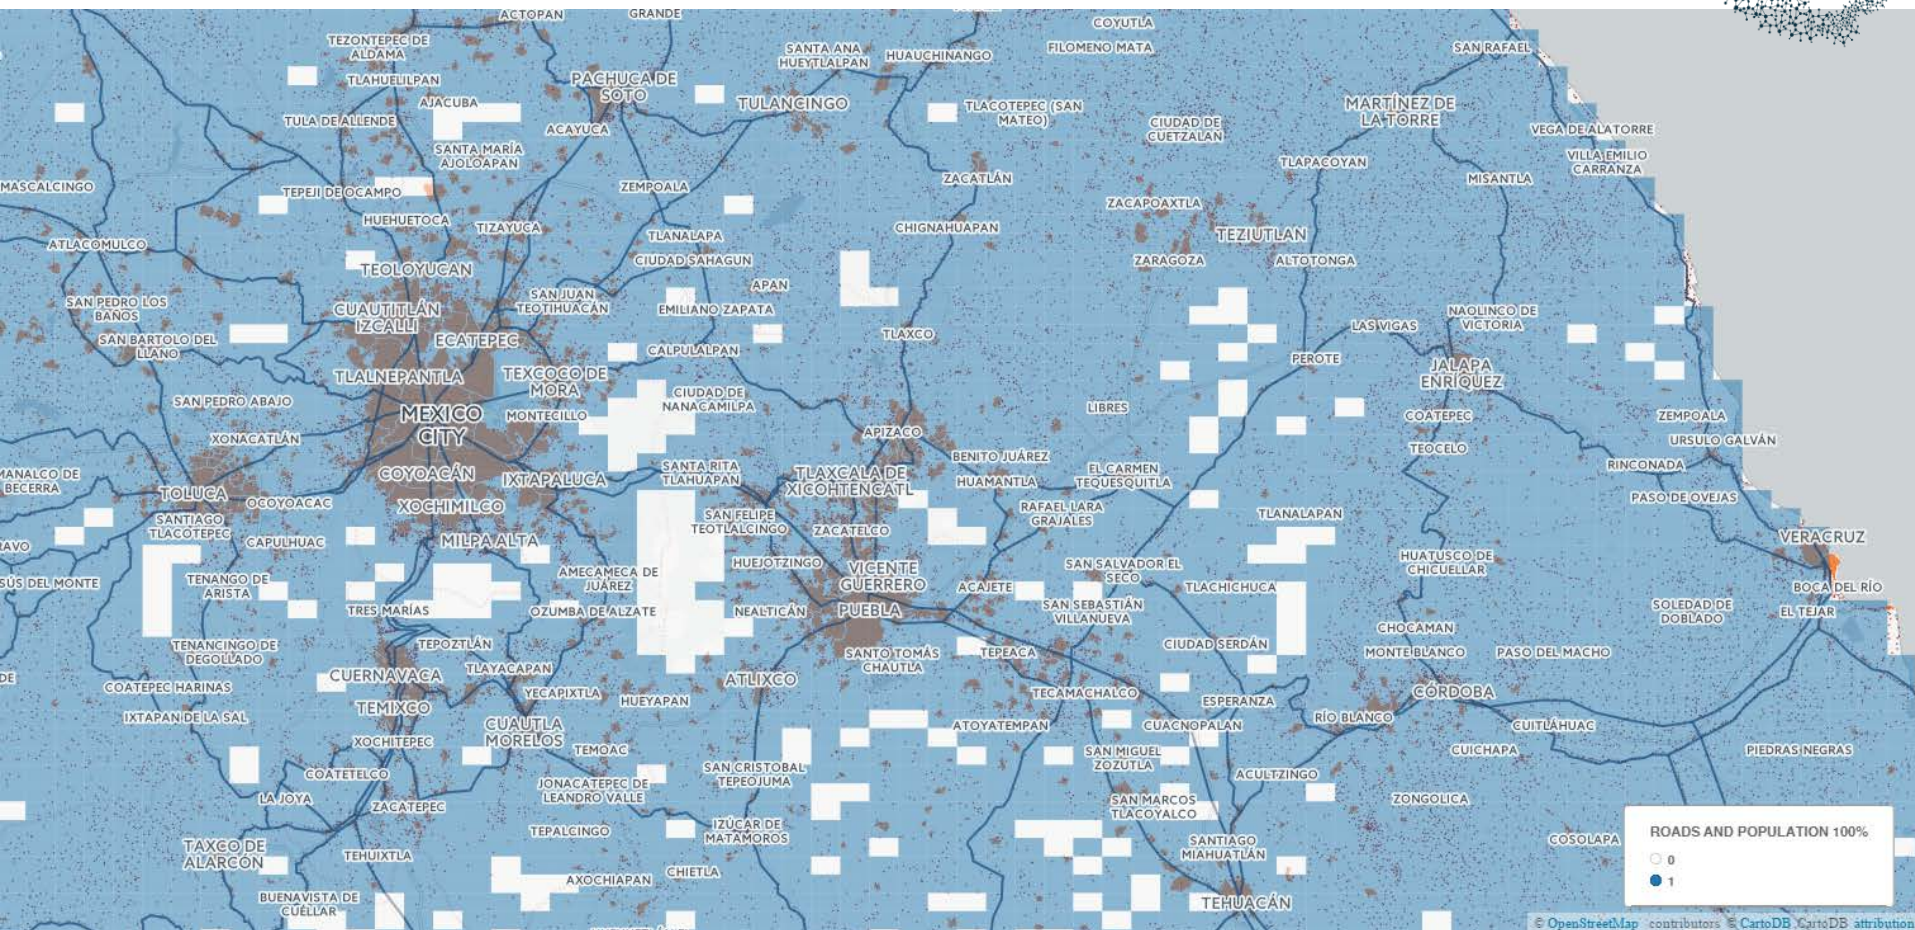 ACTOPAN
GRANDE
COYUTLA
TEZONTEPEC DE
ALDAMA
SANTA ANA
HUEYTLALPAN
HUAUCHINANGO
FILOMENO MATA
SAN RAFAEL
TLAHUELILPAN
PACHUCA DE
SOTO
AJACUBA
TULANCINGO
TLACOTEPEC (SAN
MATEO)
MARTÍNEZ DE
LA TORRE
TULA DE ALLENDE
ACAYUCA
CIUDAD DE
CUETZALAN
VEGA DE ALATORRE
SANTA MARÍA
AJOLOAPAN
TLAPACOYAN
VILLA EMILIO
CARRANZA
MASCALCINGO
TEPEJI DE OCAMPO
ZEMPOALA
ZACATLÁN
MISANTLA
HUEHUETOCA
TIZAYUCA
ZACAPOAXTLA
ATLACOMULCO
TLANALAPA
CHIGNAHUAPAN
TEZIUTLAN
TEOLOYUCAN
CIUDAD SAHAGUN
ZARAGOZA
ALTOTONGA
SAN PEDRO LOS
BAÑOS
SAN JUAN
TEOTIHUACÁN
APAN
CUAUTITLÁN
IZCALLI
EMILIANO ZAPATA
NAOLINCO DE
VICTORIA
SAN BARTOLO DEL
LLANO
ECATEPEC
TLAXCO
LAS VIGAS
CALPULALPAN
PEROTE
TLALNEPANTLA
TEXCOCO DE
MORA
JALAPA
ENRÍQUEZ
SAN PEDRO ABAJO
CIUDAD DE
NANACAMILPA
MEXICO
CITY
MONTECILLO
LIBRES
COATEPEC
ZEMPOALA
XONACATLÁN
APIZACO
URSULO GALVÁN
TEOCELO
MANALCO DE
BECERRA
COYOACÁN
IXTAPALUCA
SANTA RITA
TLAHUAPAN
TLAXCALA DE
XICOHTENCATL
BENITO JUÁREZ
HUAMANTLA
EL CARMEN
TEQUESQUITLA
RINCONADA
TOLUCA
OCOYOACAC
XOCHIMILCO
PASO DE OVEJAS
SANTIAGO
TLACOTEPEC
SAN FELIPE
TEOTLALCINGO
ZACATELCO
RAFAEL LARA
GRAJALES
TLANALAPAN
CAPULHUAC
MILPA ALTA
VERACRUZ
RAVO
SÚS DEL MONTE
TENANGO DE
ARISTA
AMECAMECA DE
JUÁREZ
HUEJOTZINGO
VICENTE
GUERRERO
ACAJETE
SAN SALVADOR EL
SECO
TLACHICHUCA
HUATUSCO DE
CHICUELLAR
BOCA DEL RÍO
TRES MARÍAS
OZUMBA DE ALZATE
NEALTICÁN
PUEBLA
SAN SEBASTIÁN
VILLANUEVA
SOLEDAD DE
DOBLADO
EL TEJAR
CHOCAMAN
TENANCINGO DE
DEGOLLADO
TEPOZTLÁN
SANTO TOMÁS
CHAUTLA
TEPEACA
CIUDAD SERDÁN
MONTE BLANCO
PASO DEL MACHO
DE
CUERNAVACA
TLAYACAPAN
COATEPEC HARINAS
YECAPIXTLA
HUEYAPAN
ATLIXCO
TECAMACHALCO
ESPERANZA
CÓRDOBA
IXTAPAN DE LA SAL
TEMIXCO
CUAUTLA
MORELOS
ATOYATEMPAN
CUACNOPALAN
RÍO BLANCO
CUITLÁHUAC
XOCHITEPEC
TEMOAC
SAN MIGUEL
ZOZUTLA
CUICHAPA
PIEDRAS NEGRAS
COATETELCO
JONACATEPEC DE
LEANDRO VALLE
SAN CRISTOBAL
TEPEOJUMA
ACULTZINGO
LA JOYA
ZACATEPEC
SAN MARCOS
TLACOYALCO
ZONGOLICA
TEPALCINGO
IZÚCAR DE
MATAMOROS
TAXCO DE
ALARCÓN
TEHUIXTLA
SANTIAGO
MIAHUATLÁN
COSOLAPA
AXOCHIAPAN
CHIETLA
BUENAVISTA DE
CUÉLLAR
TEHUACÁN
ROADS AND POPULATION 100%
0
1
© OpenStreetMap contributors © CartoDB, CartoDB attribution